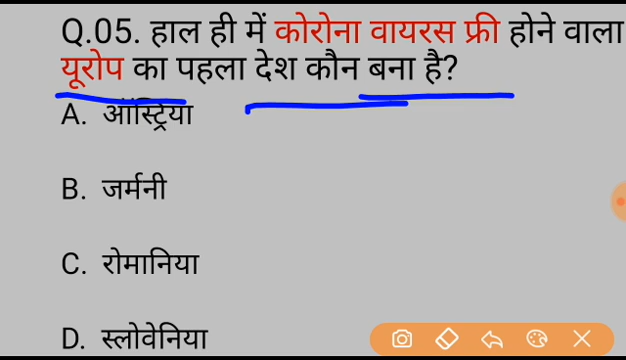 Q.05. हाल ही में कोरोना वायरस फ्री होने वाला
यूरोप का पहला देश कौन बना है?
A. ऑस्ट्रिया
B. जर्मनी
C. रोमानिया
D. स्लोवेनिया